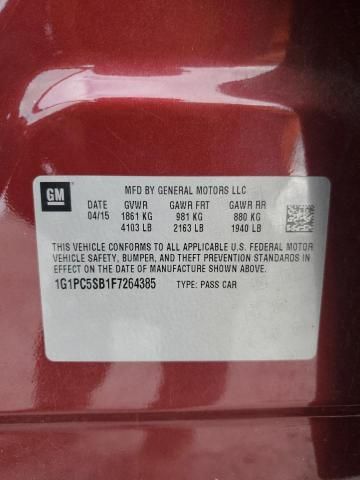 GM
MFD BY GENERAL MOTORS LLC
DATE GVWR GAWR FRT GAWR RR
04/15 1861 KG 981 KG 880 KG
4103 LB 2163 LB 1940 LB
THIS VEHICLE CONFORMS TO ALL APPLICABLE U.S. FEDERAL MOTOR
VEHICLE SAFETY, BUMPER, AND THEFT PREVENTION STANDARDS IN
EFFECT ON THE DATE OF MANUFACTURE SHOWN ABOVE.
1G1PC5SB1F7264385 TYPE: PASS CAR